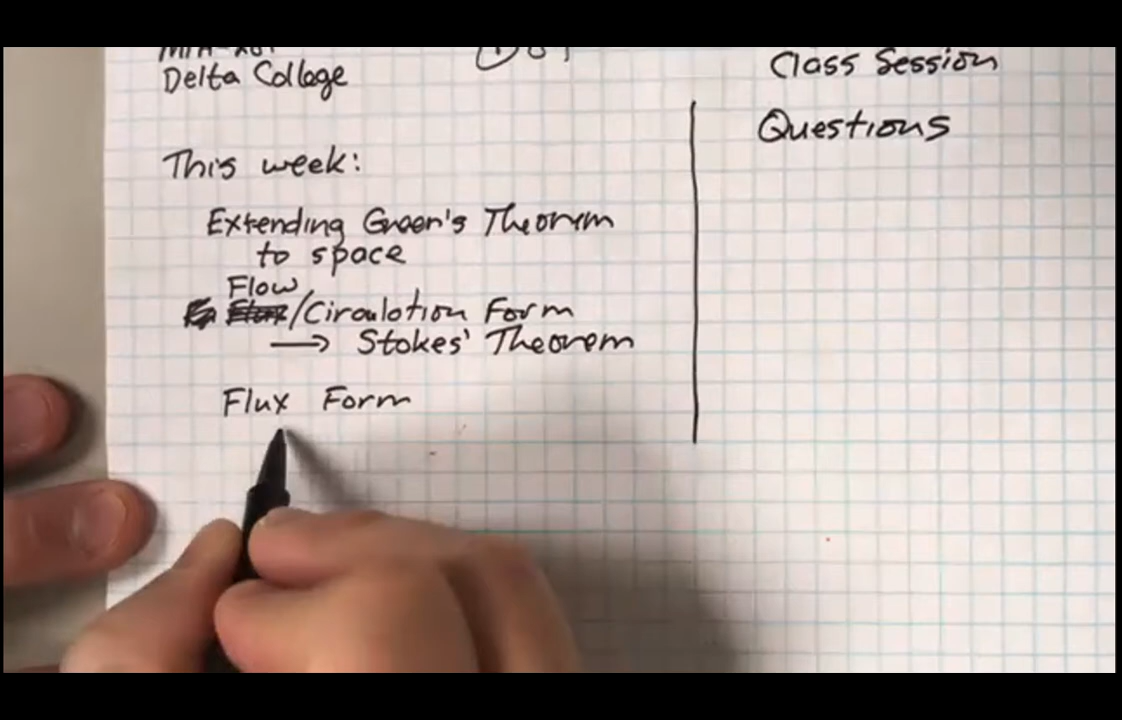 Delta College
This week:
Extending Green's Theorem
to space
Flow
/Circulation Form
→ Stokes' Theorem
Flux Form
Class Session
Questions